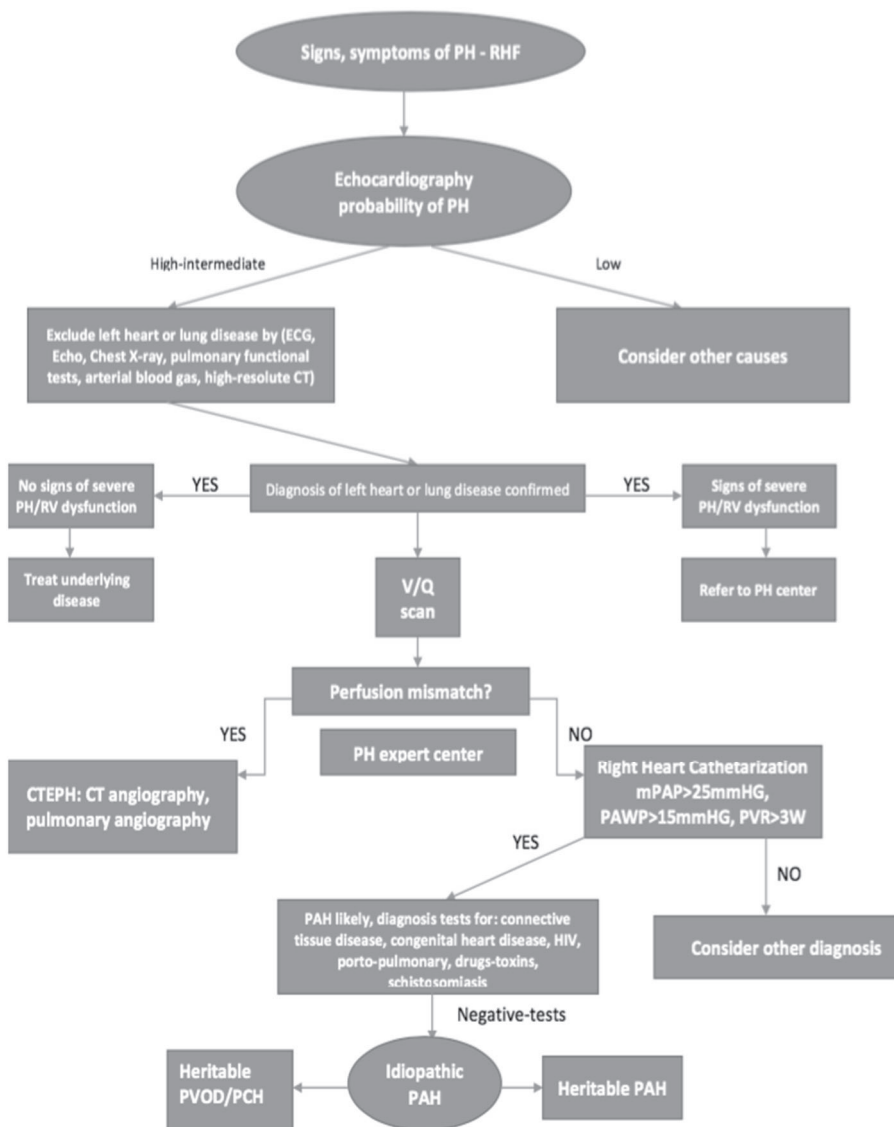 Signs, symptoms of PH - RHF
Echocardiography
probability of PH
High-intermediate
Low
Exclude left heart or lung disease by (ECG,
Echo, Chest X-ray, pulmonary functional
tests, arterial blood gas, high-resolute CT)
Consider other causes
No signs of severe
PH/RV dysfunction
YES
Diagnosis of left heart or lung disease confirmed
YES
Signs of severe
PH/RV dysfunction
Treat underlying
disease
V/Q
scan
Refer to PH center
Perfusion mismatch?
YES
PH expert center
NO
CTEPH: CT angiography,
pulmonary angiography
Right Heart Cathetarization
mPAP>25mmHG,
PAWP>15mmHG, PVR>3W
YES
NO
PAH likely, diagnosis tests for: connective
tissue disease, congenital heart disease, HIV,
porto-pulmonary, drugs-toxins,
schistosomiasis
Consider other diagnosis
Negative-tests
Heritable
PVOD/PCH
Idiopathic
PAH
Heritable PAH